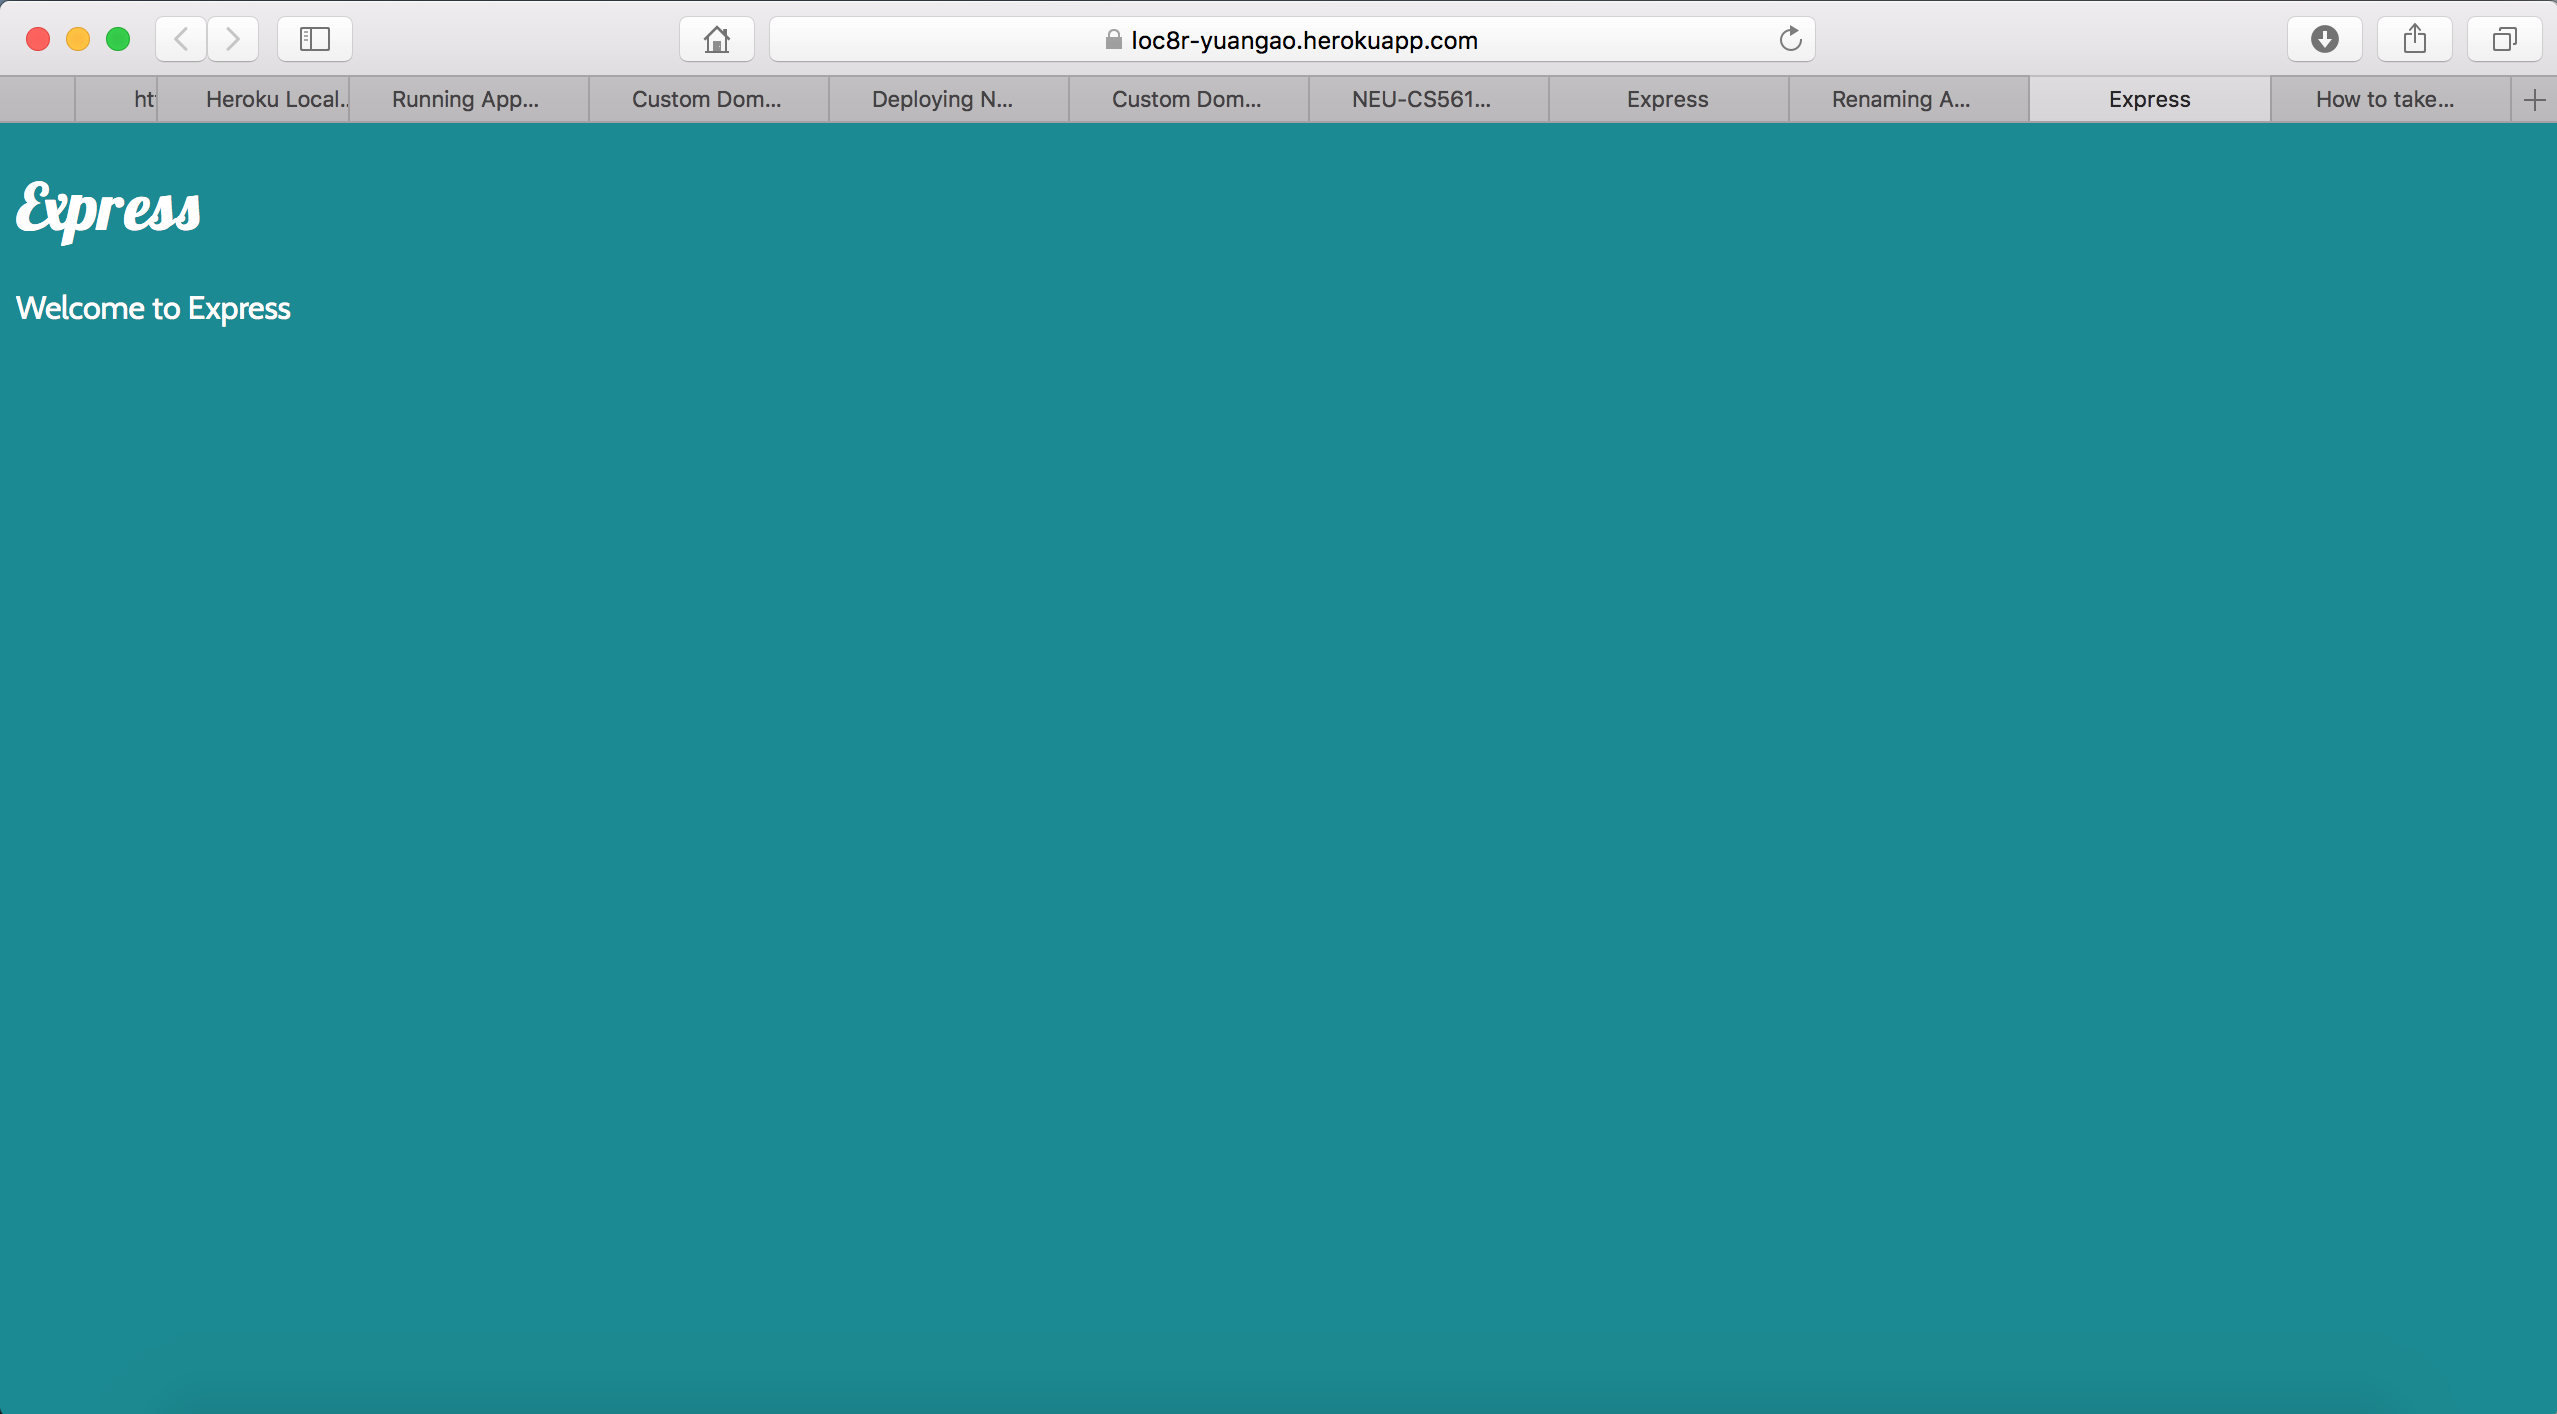 loc8r-yuangao.herokuapp.com
Heroku Local..
Running App...
Custom Dom...
Deploying N...
Custom Dom...
NEU-CS561...
Express
Renaming A...
Express
How to take...
Express
Welcome to Express